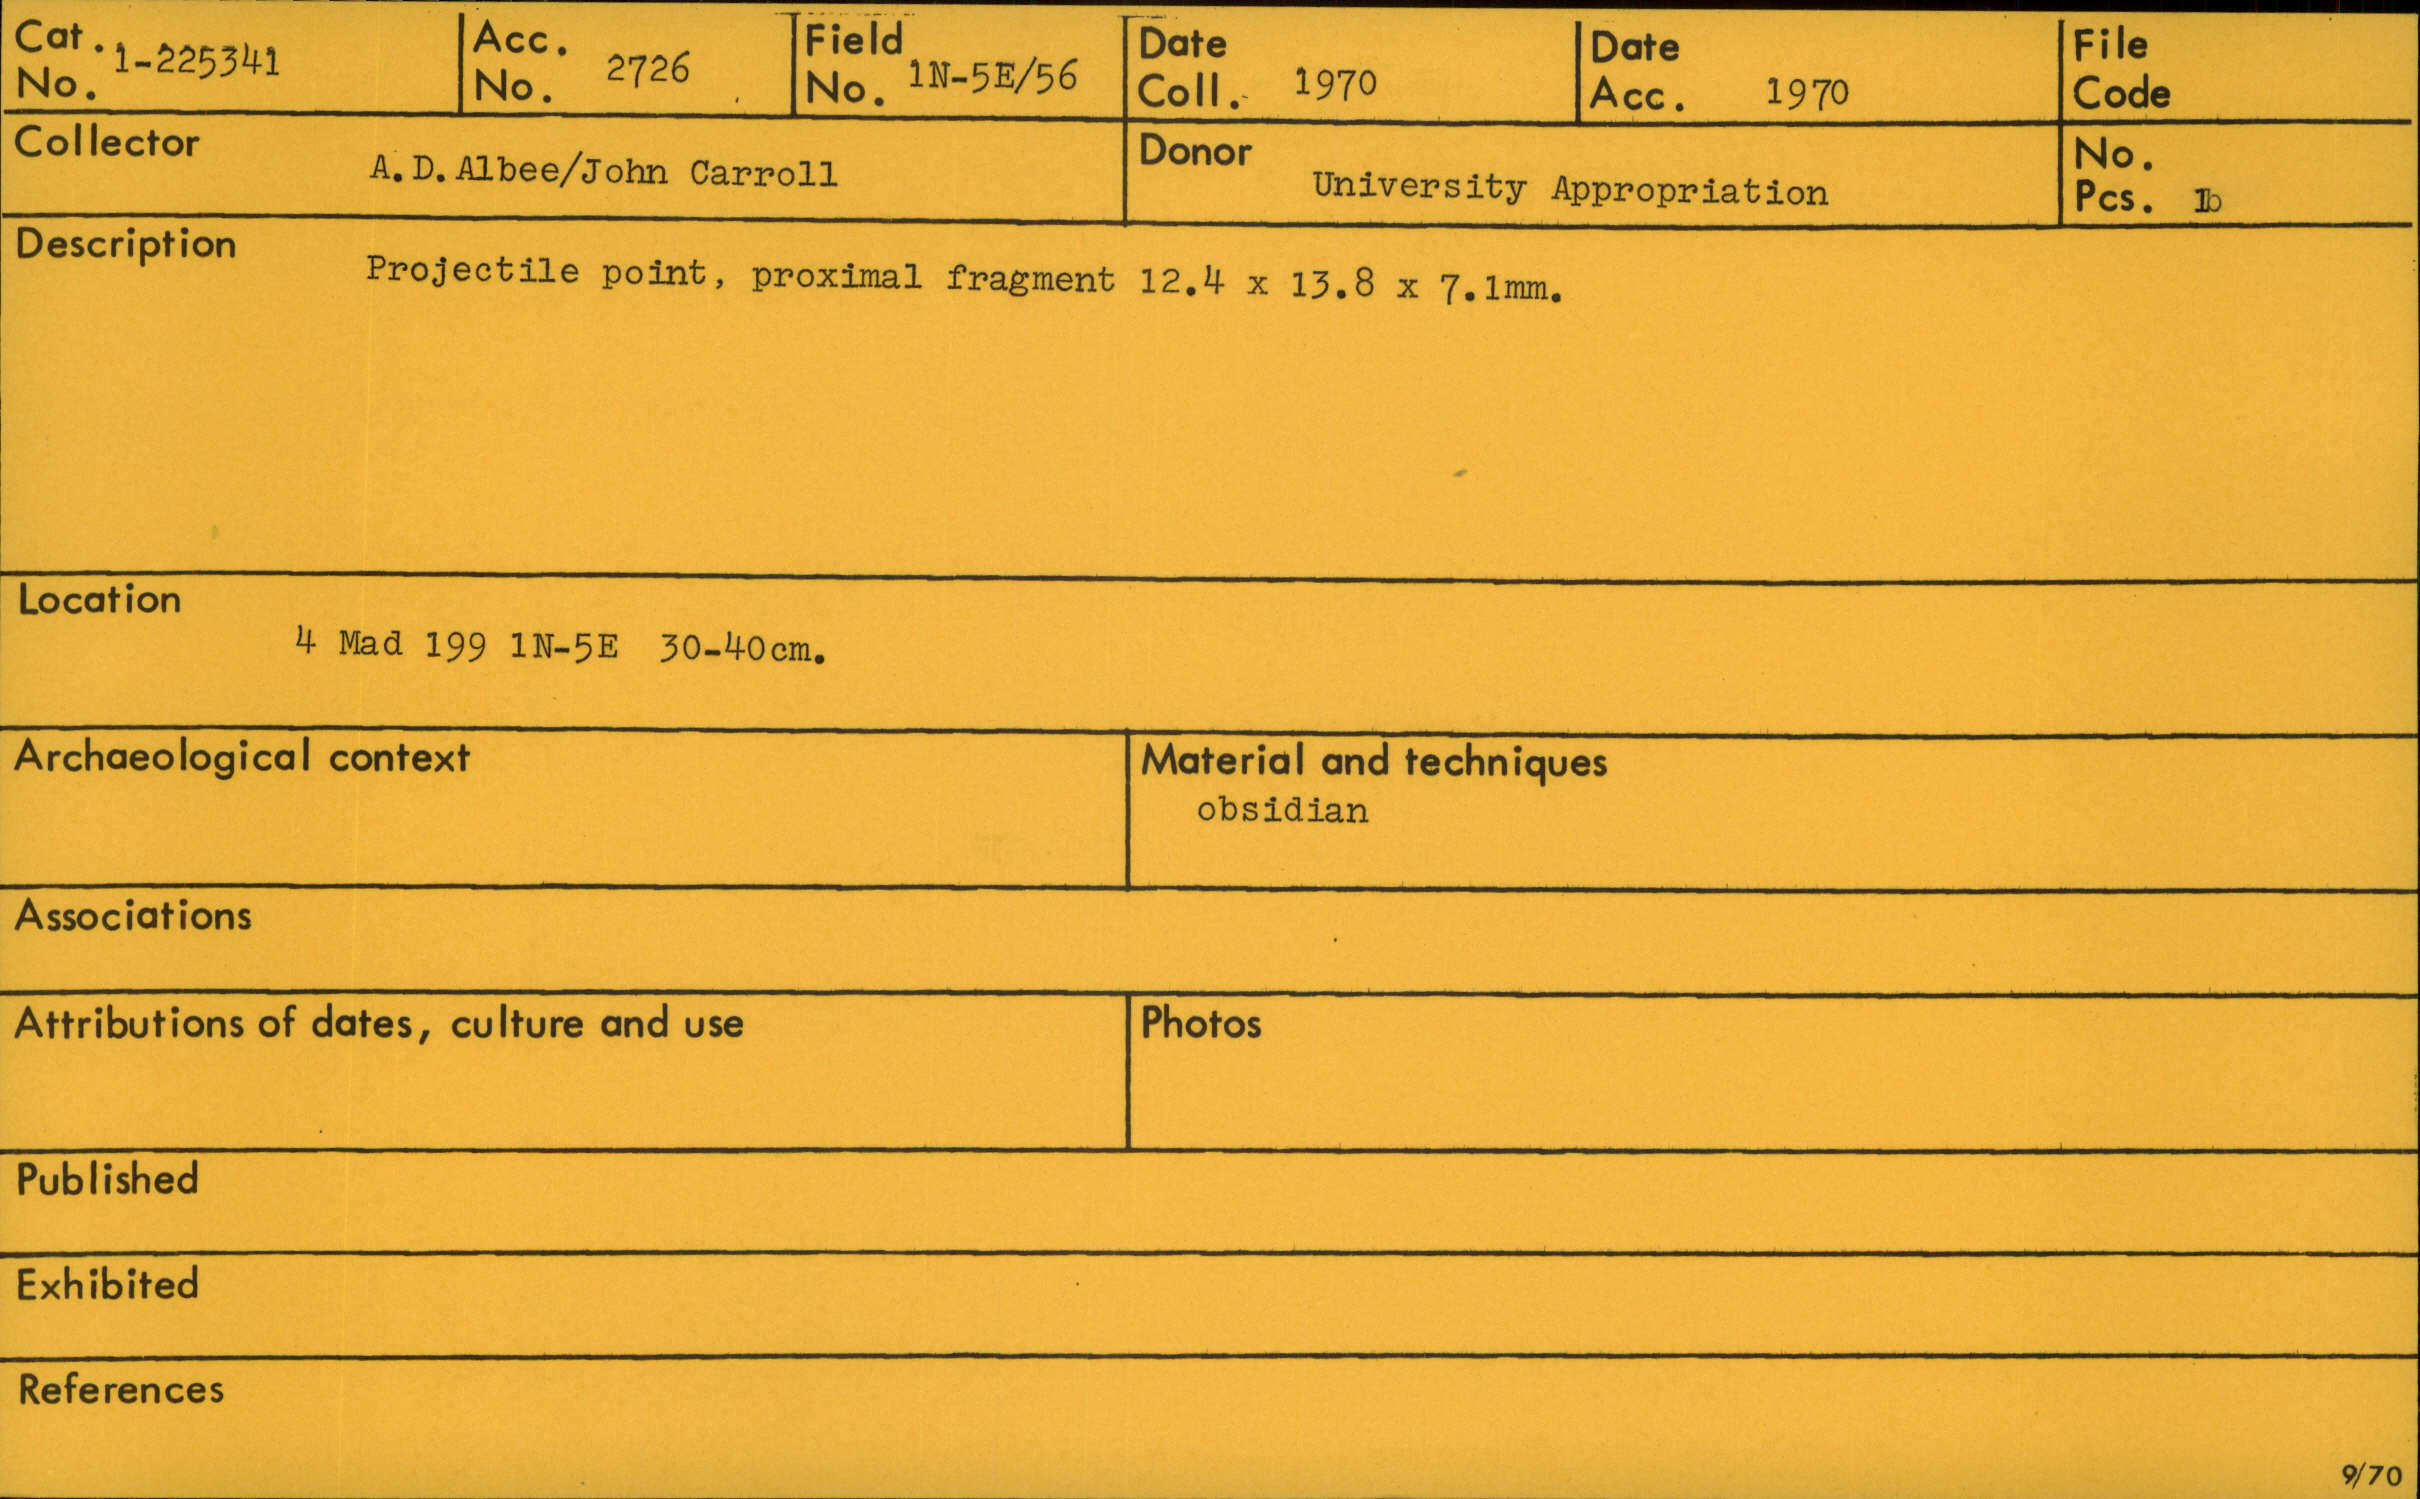 Cat. No. 1-225341
Acc. No. 2726
Field No. 1N-5E/56
Date Coll. 1970
Date Acc. 1970
File Code
Collector
A.D. Albee/John Carroll
Donor
University Appropriation
No. Pcs.
Description
Projectile point, proximal fragment 12.4 x 13.8 x 7.1mm.
Location
4 Mad 199 1N-5E 30-40cm.
Archaeological context
Material and techniques
obsidian
Associations
Attributions of dates, culture and use
Photos
Published
Exhibited
References
9/70